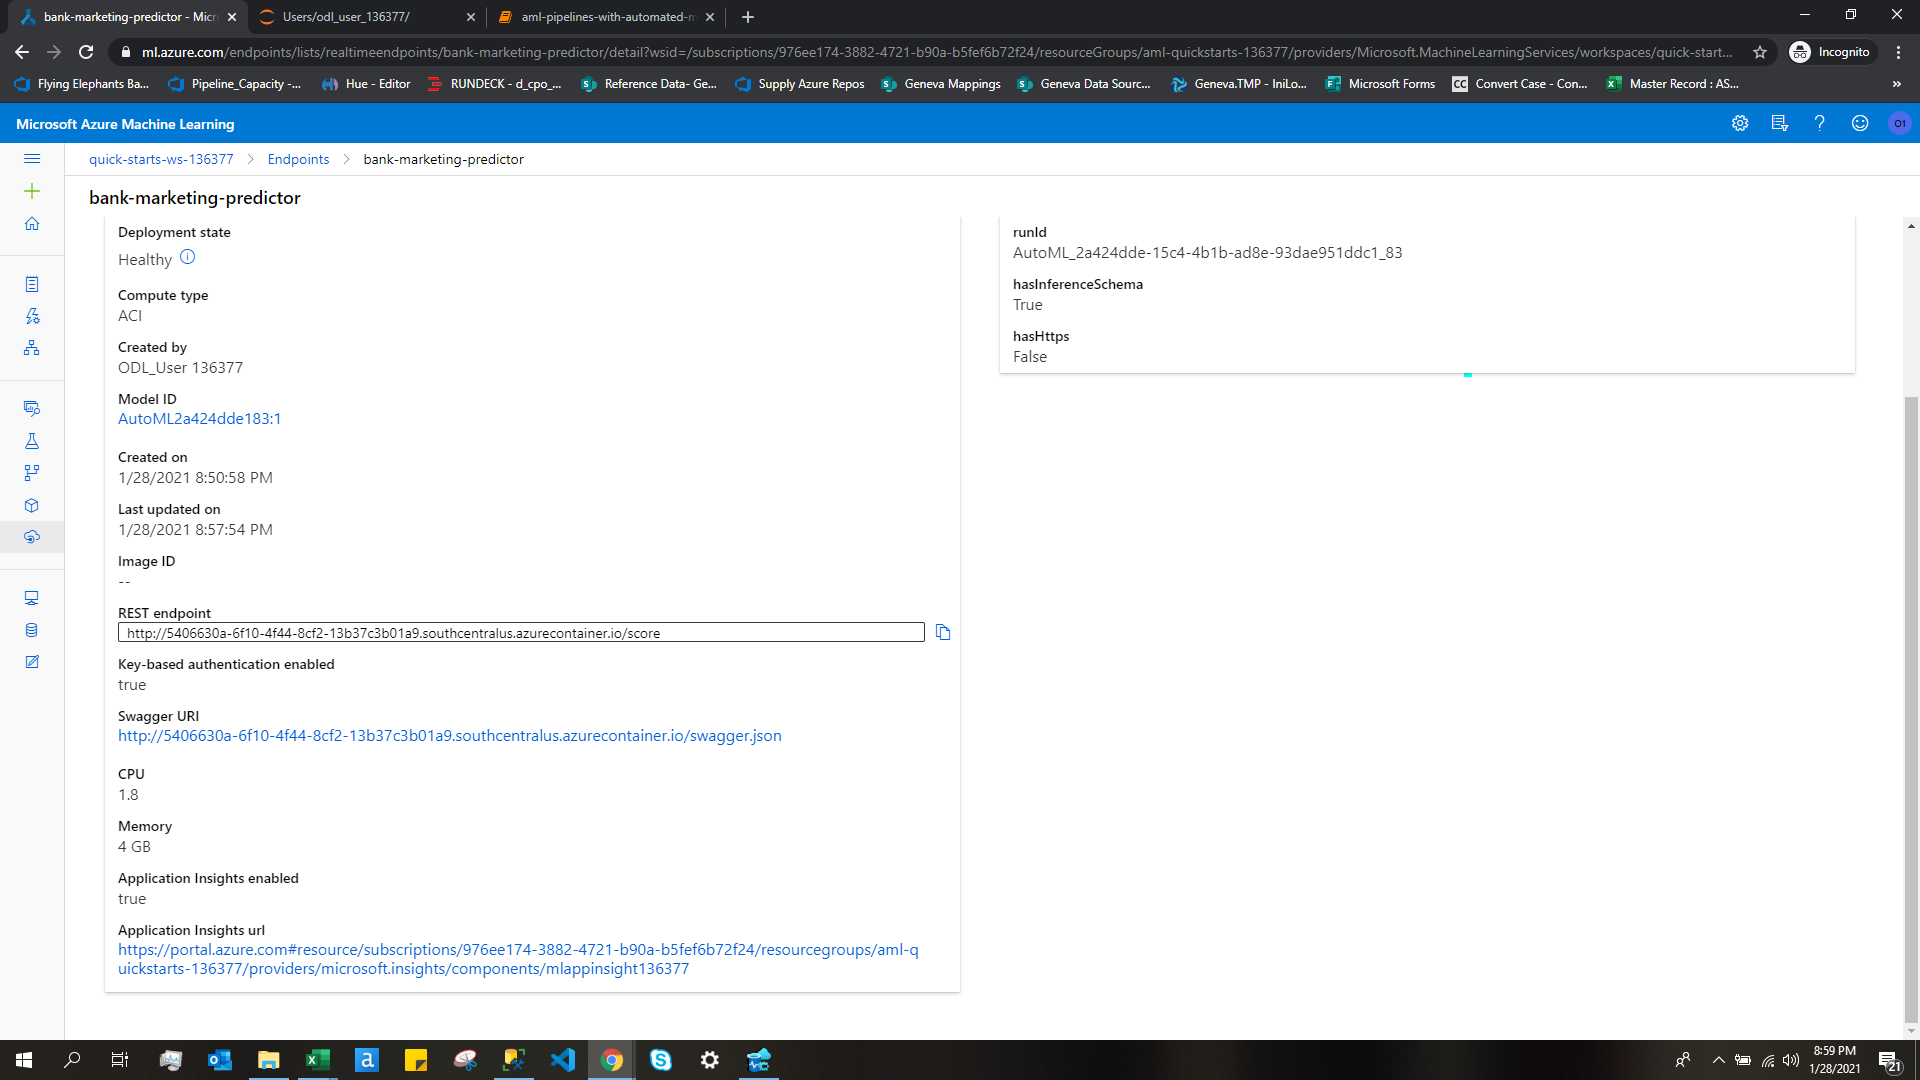 bank-marketing-predictor - Micr
Users/odl_user_136377/
aml-pipelines-with-automated-m
ml.azure.com/endpoints/lists/realtimeendpoints/bank-marketing-predictor/detail?wsid=/subscriptions/976ee174-3882-4721-b90a-b5fef6b72f24/resourceGroups/aml-quickstarts-136377/providers/Microsoft.MachineLearningServices/workspaces/quick-start...
Incognito
Flying Elephants Ba...
Pipeline_Capacity -...
Hue - Editor
RUNDECK - d_cpo_...
Reference Data- Ge...
Supply Azure Repos
Geneva Mappings
Geneva Data Sourc...
Geneva.TMP - IniLo...
Microsoft Forms
CC Convert Case - Con...
Master Record : AS...
Microsoft Azure Machine Learning
O1
quick-starts-ws-136377 > Endpoints > bank-marketing-predictor
bank-marketing-predictor
Deployment state
Healthy
Compute type
ACI
Created by
ODL_User 136377
Model ID
AutoML2a424dde183:1
Created on
1/28/2021 8:50:58 PM
Last updated on
1/28/2021 8:57:54 PM
Image ID
--
REST endpoint
http://5406630a-6f10-4f44-8cf2-13b37c3b01a9.southcentralus.azurecontainer.io/score
Key-based authentication enabled
true
Swagger URI
http://5406630a-6f10-4f44-8cf2-13b37c3b01a9.southcentralus.azurecontainer.io/swagger.json
CPU
1.8
Memory
4 GB
Application Insights enabled
true
Application Insights url
https://portal.azure.com#resource/subscriptions/976ee174-3882-4721-b90a-b5fef6b72f24/resourcegroups/aml-q
uickstarts-136377/providers/microsoft.insights/components/mlappinsight136377
runId
AutoML_2a424dde-15c4-4b1b-ad8e-93dae951ddc1_83
hasInferenceSchema
True
hasHttps
False
8:59 PM
1/28/2021
21